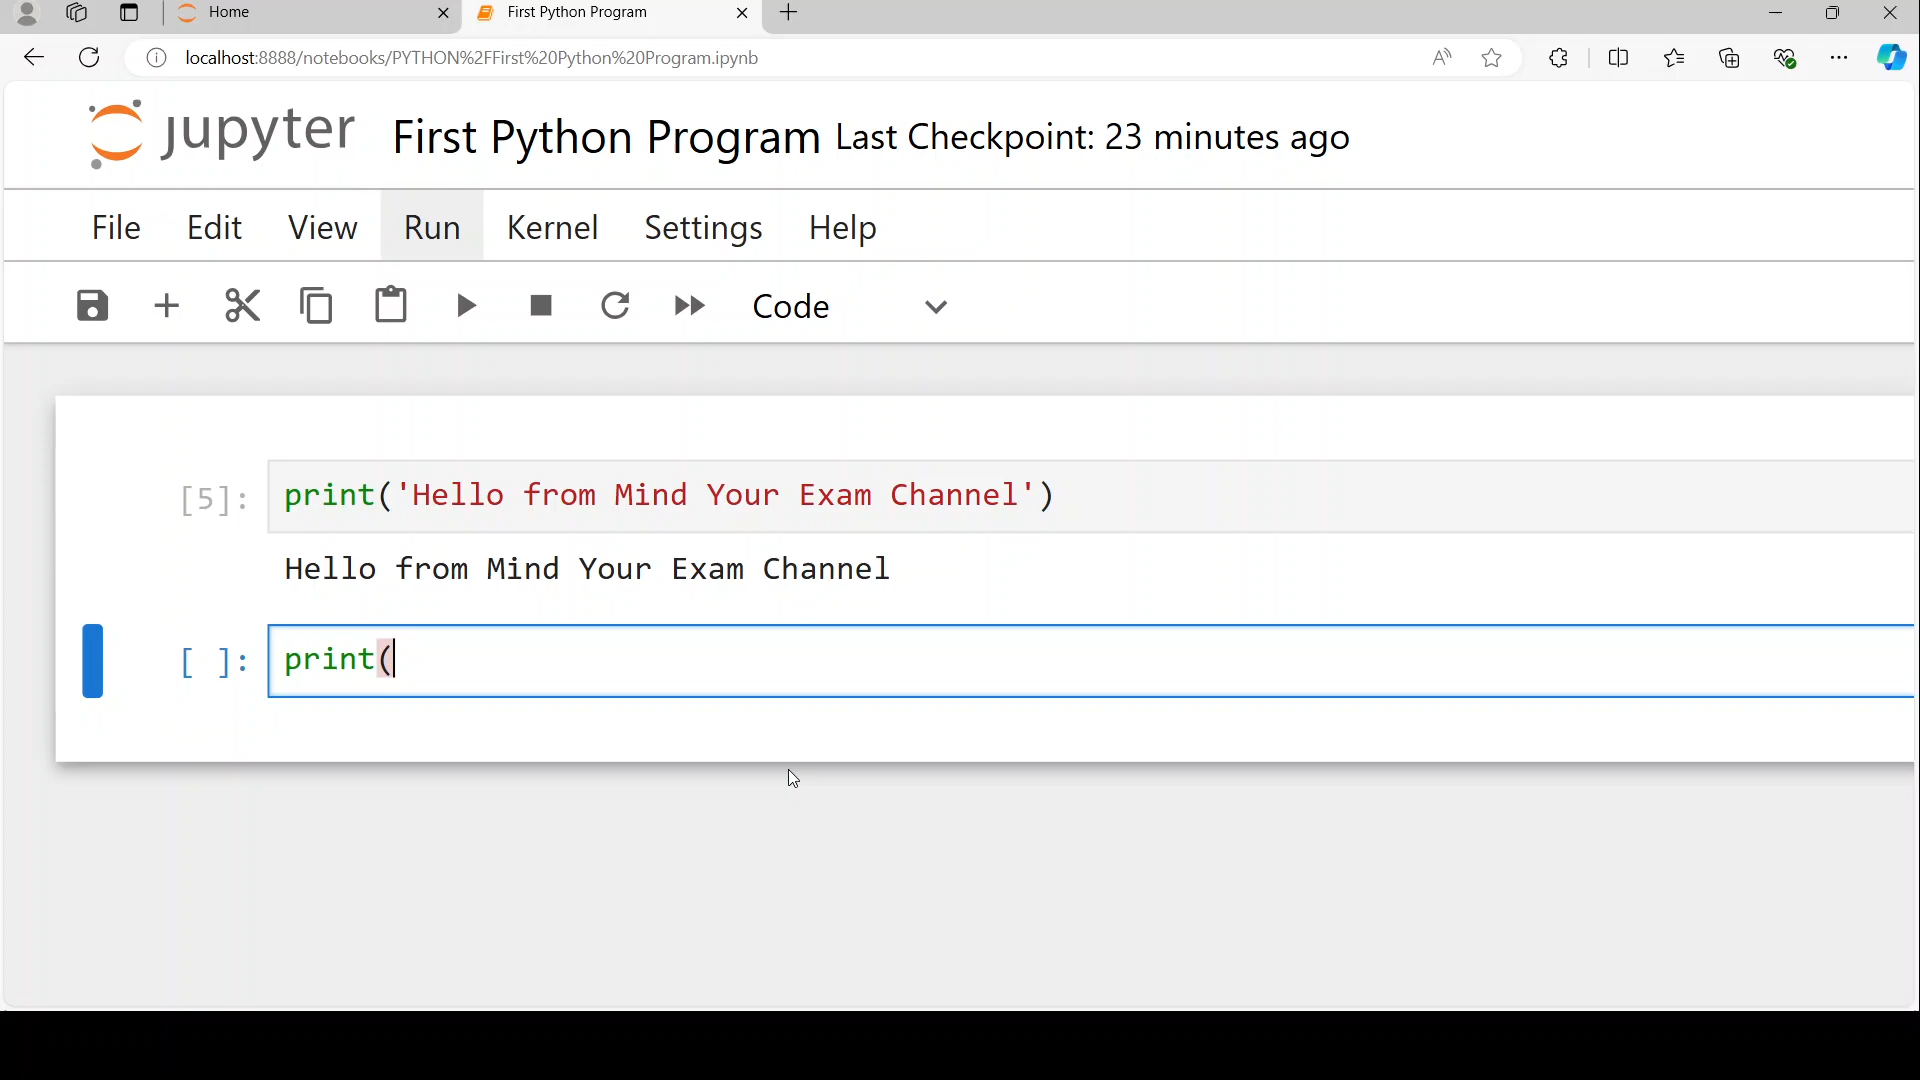 Home
First Python Program
localhost:8888/notebooks/PYTHON%2FFirst%20Python%20Program.ipynb
jupyter First Python Program Last Checkpoint: 23 minutes ago
File Edit View Run Kernel Settings Help
Code
[5]: print('Hello from Mind Your Exam Channel')
Hello from Mind Your Exam Channel
[ ]: print(